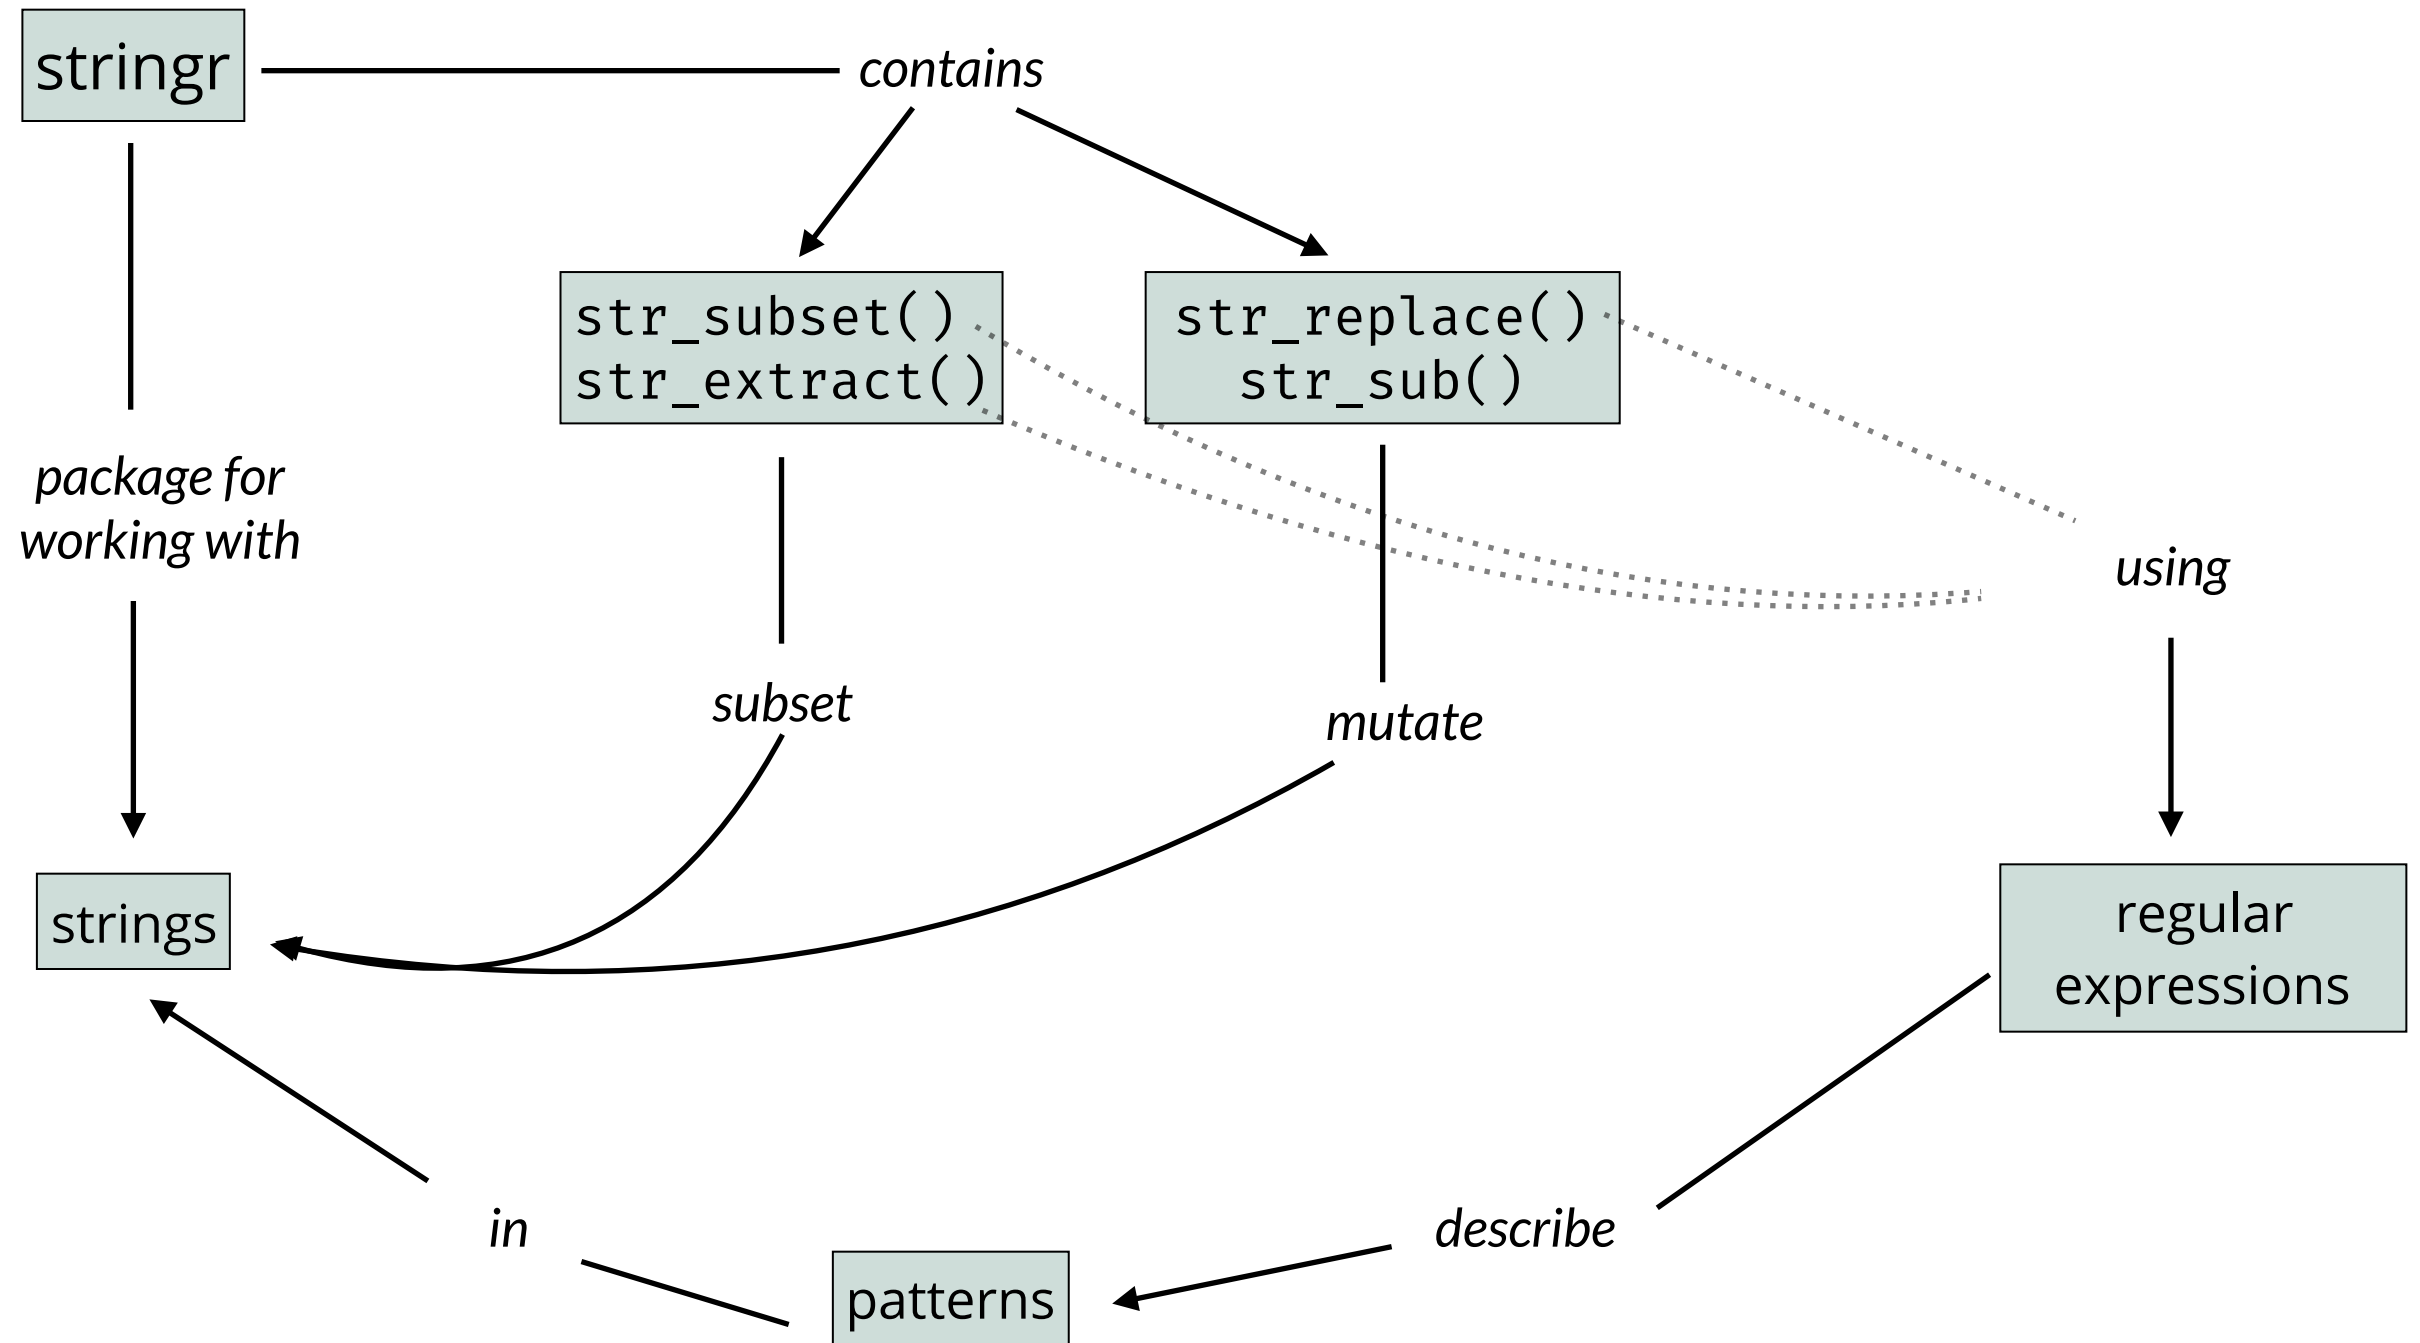 stringr
contains
str_subset()
str_extract()
str_replace()
str_sub()
package for
working with
using
subset
mutate
strings
regular
expressions
in
describe
patterns